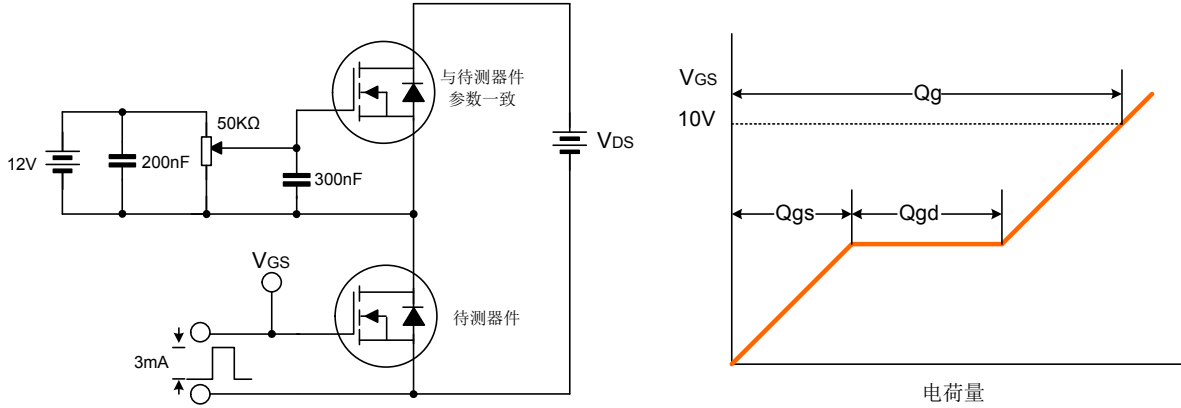 与待测器件
参数一致
50KΩ
12V
200nF
300nF
VDS
VGS
待测器件
3mA
VGS
Qg
10V
Qgs
Qgd
电荷量